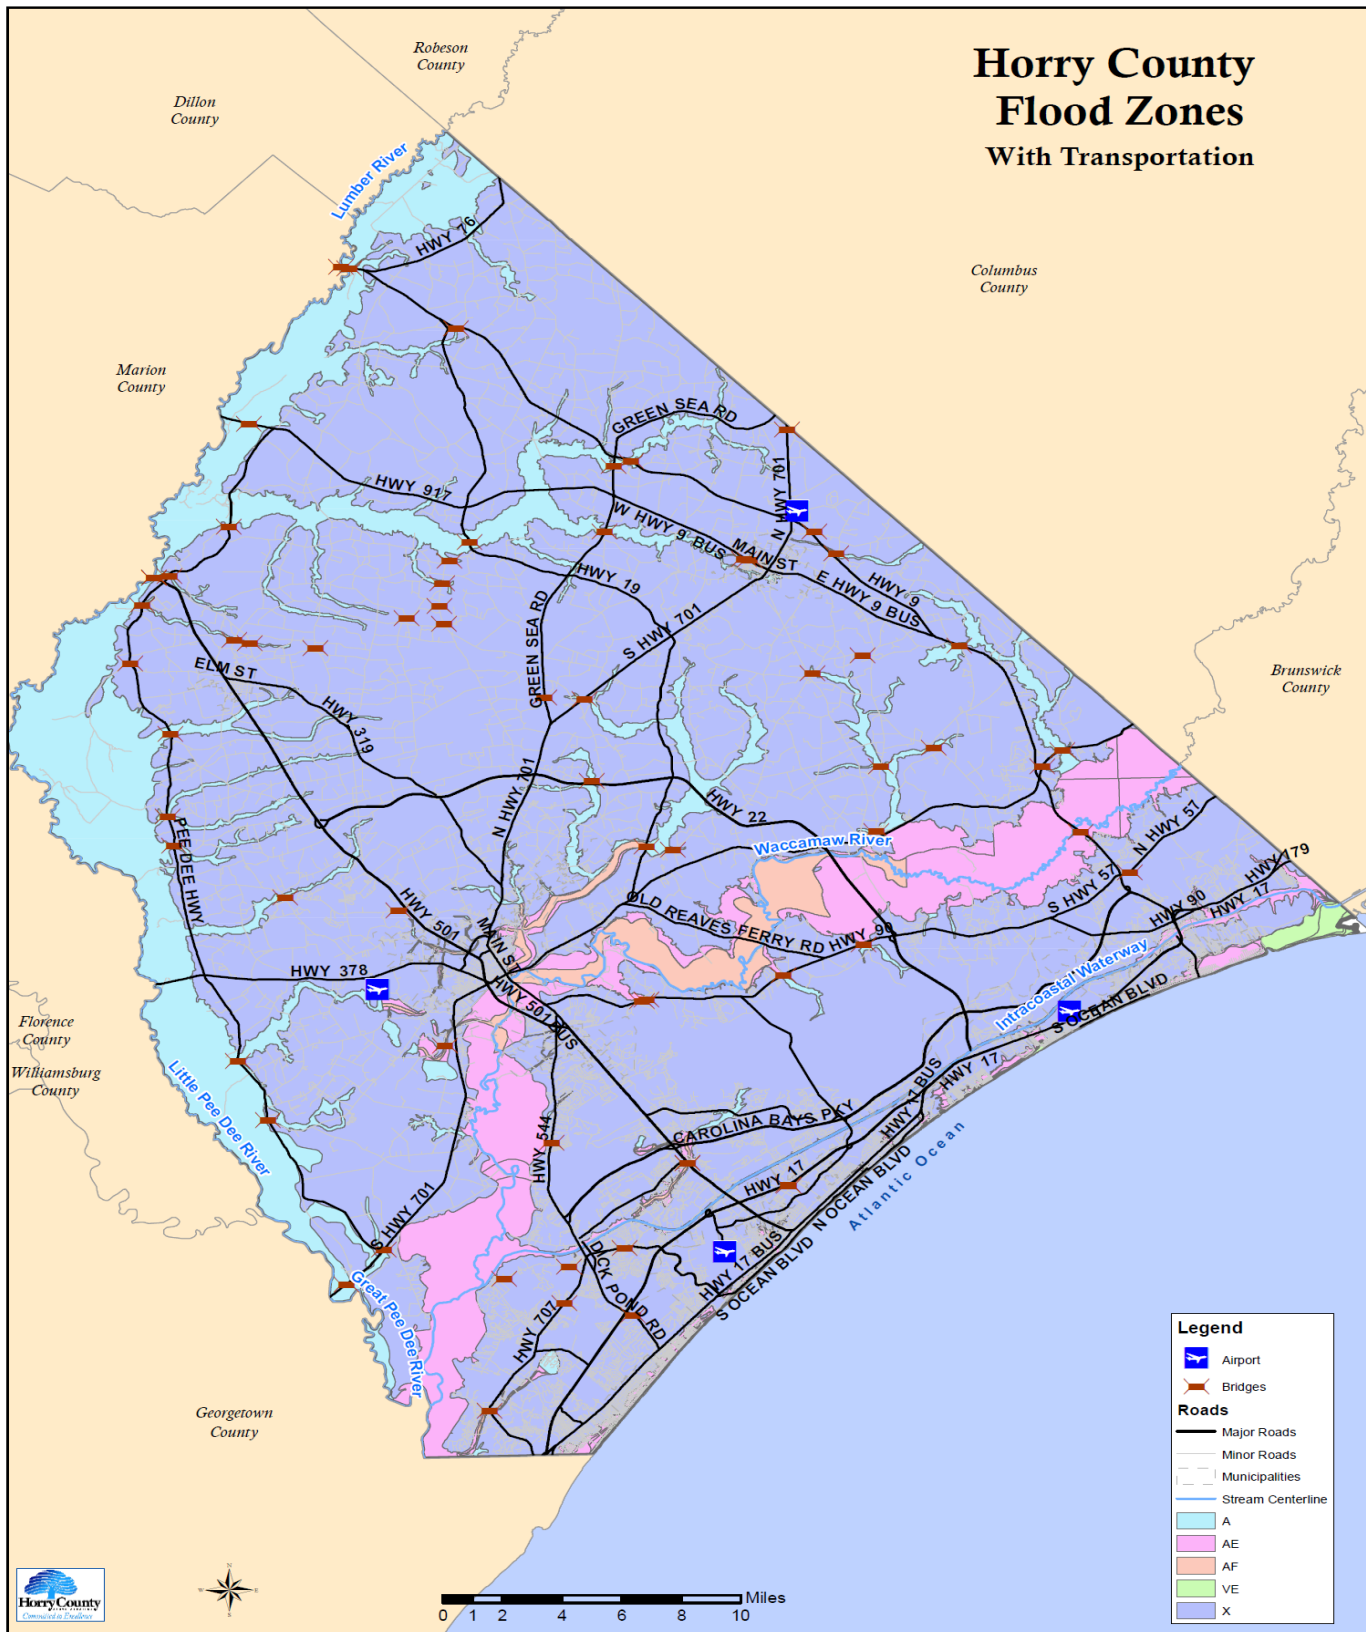 Horry County
Flood Zones
With Transportation
Robeson
County
Dillon
County
Lumber River
HWY 76
Columbus
County
Marion
County
GREEN SEA RD
N HWY 701
HWY 917
W HWY 9 BUS
MAIN ST
HWY 19
E HWY 9 BUS
HWY 9
GREEN SEA RD
S HWY 701
ELM ST
HWY 319
Brunswick
County
N HWY 701
HWY 22
PEE DEE HWY
Waccamaw River
N HWY 57
HWY 179
S HWY 57
HWY 90
HWY 17
HWY 501
MAIN ST
OLD REAVES FERRY RD
HWY 90
HWY 378
HWY 501 BUS
Intracoastal Waterway
S OCEAN BLVD
Florence
County
Williamsburg
County
Little Pee Dee River
HWY 17
HWY 544
CAROLINA BAYS PKY
HWY 17
N OCEAN BLVD
Atlantic Ocean
S HWY 701
DICK POND RD
HWY 17 BUS
S OCEAN BLVD
HWY 707
Great Pee Dee River
Georgetown
County
Legend
Airport
Bridges
Roads
Major Roads
Minor Roads
Municipalities
Stream Centerline
A
AE
AF
VE
X
Horry County
Committed to Excellence
N
W
E
S
Miles
0 1 2 4 6 8 10